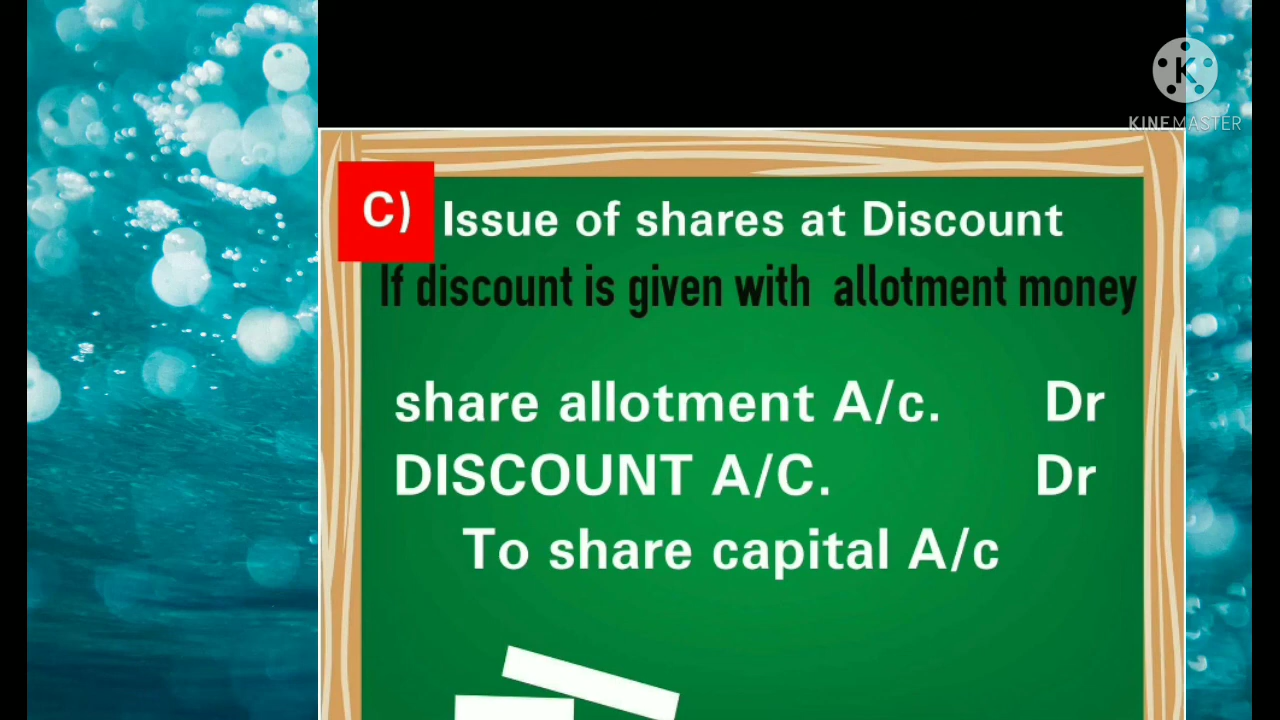 K
KINEMASTER
C) Issue of shares at Discount
If discount is given with allotment money
share allotment A/c. Dr
DISCOUNT A/C. Dr
To share capital A/c